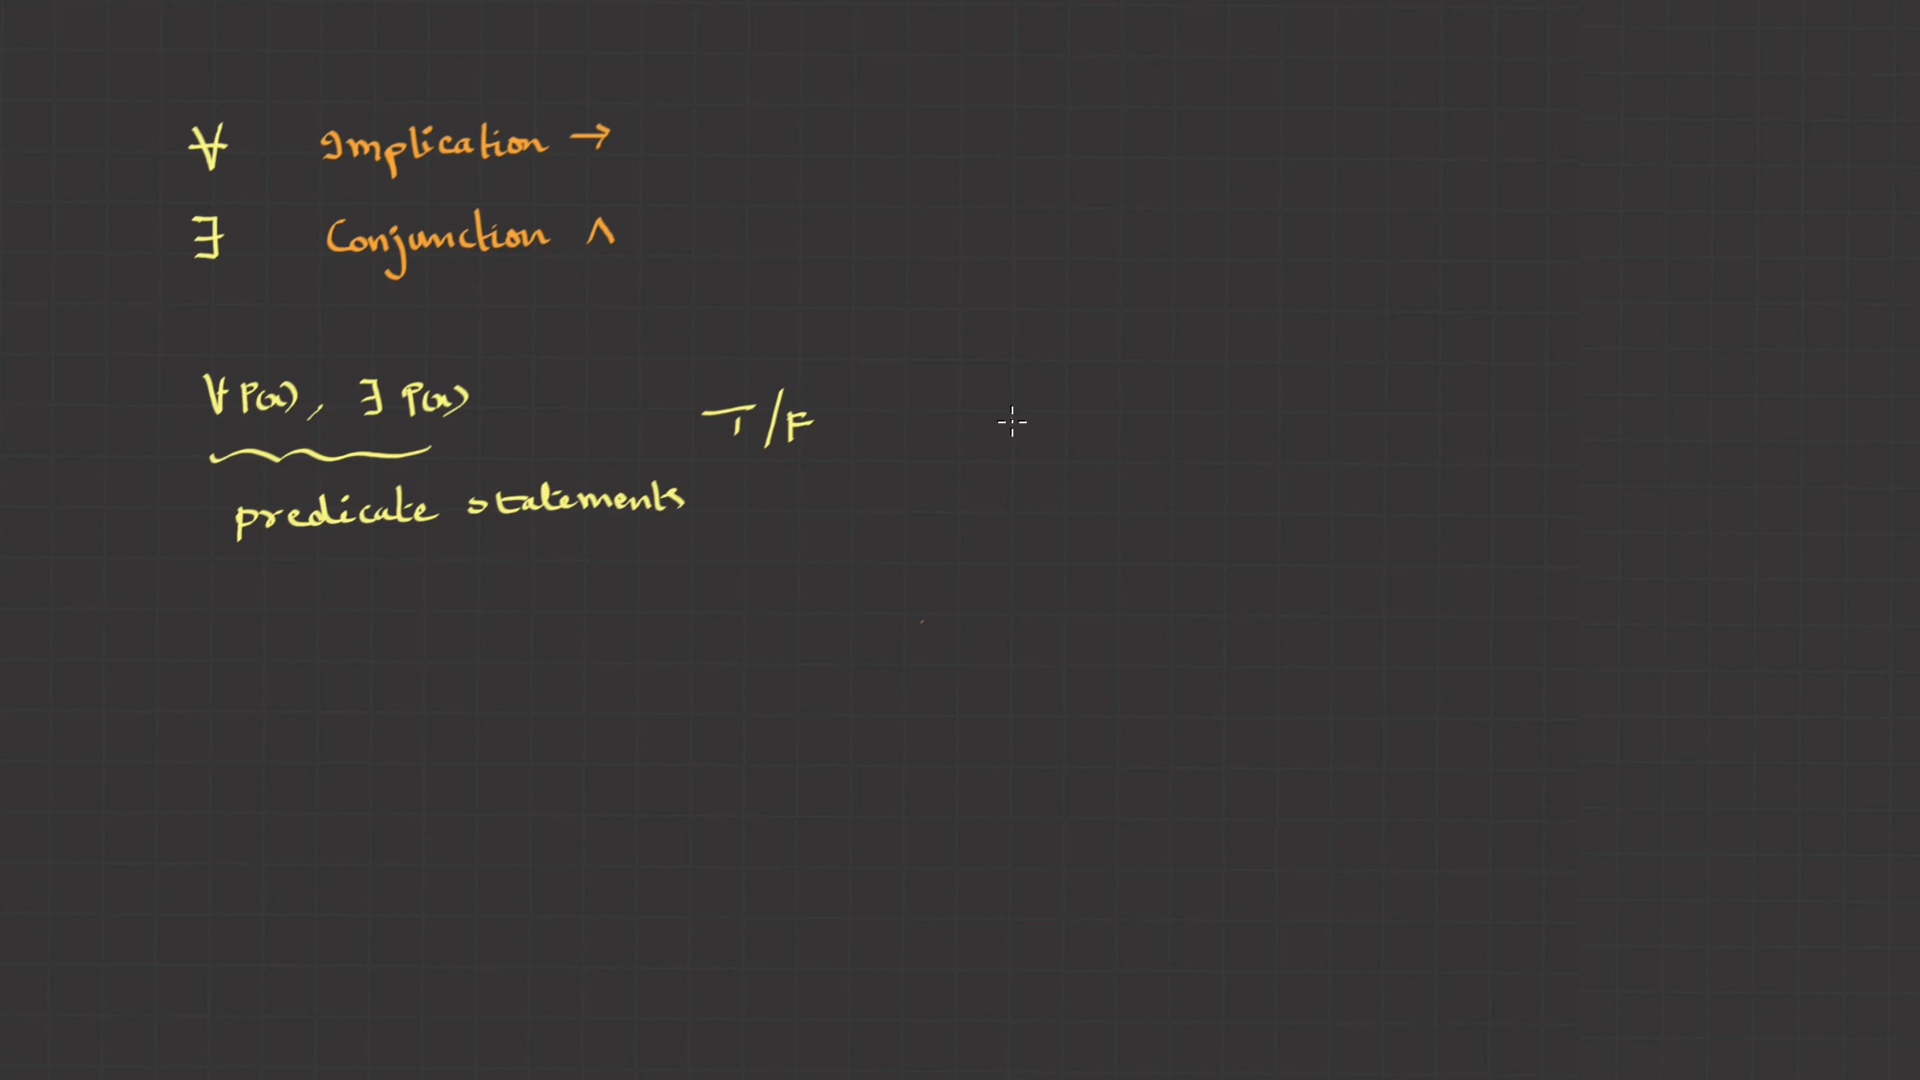 ∀ Implication →
∃ Conjunction ∧
∀ P(x), ∃ P(x) T/F
predicate statements